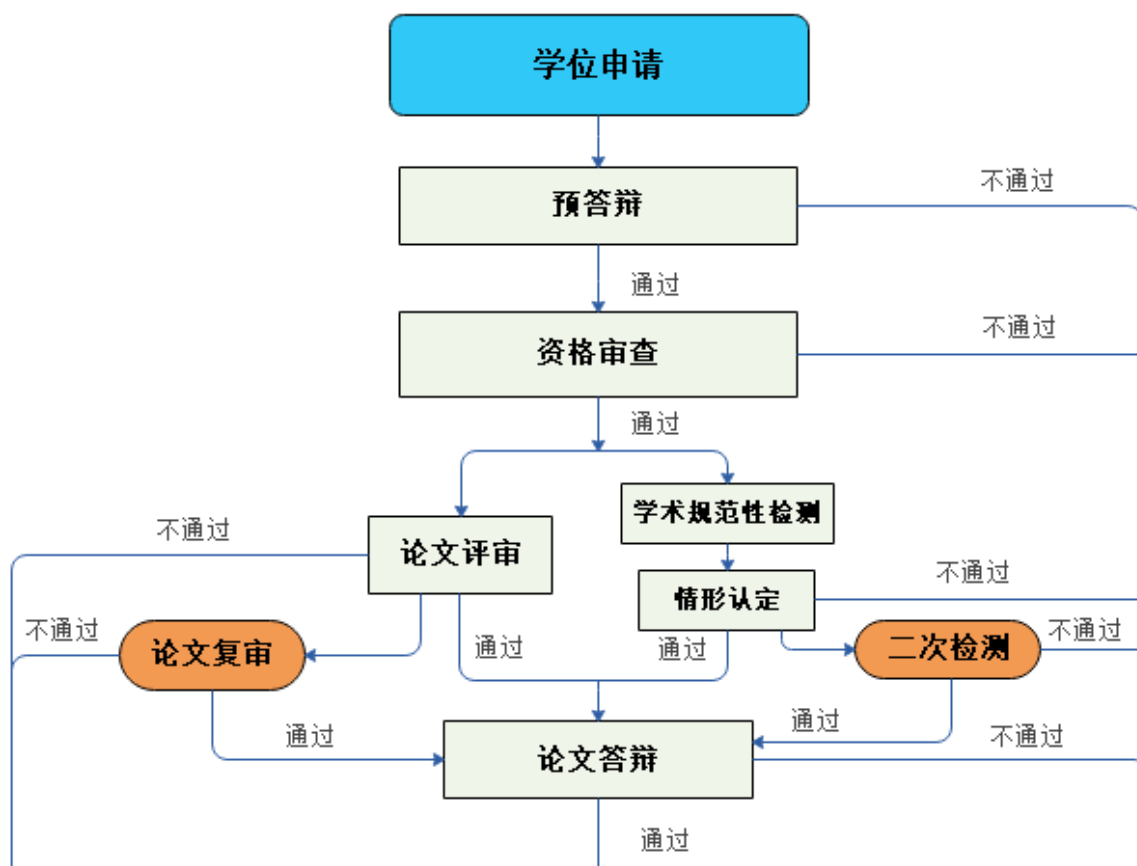 学位申请
不通过
预答辩
通过
不通过
资格审查
通过
学术规范性检测
不通过
论文评审
不通过
情形认定
不通过
论文复审
通过
通过
二次检测
不通过
通过
通过
不通过
论文答辩
通过